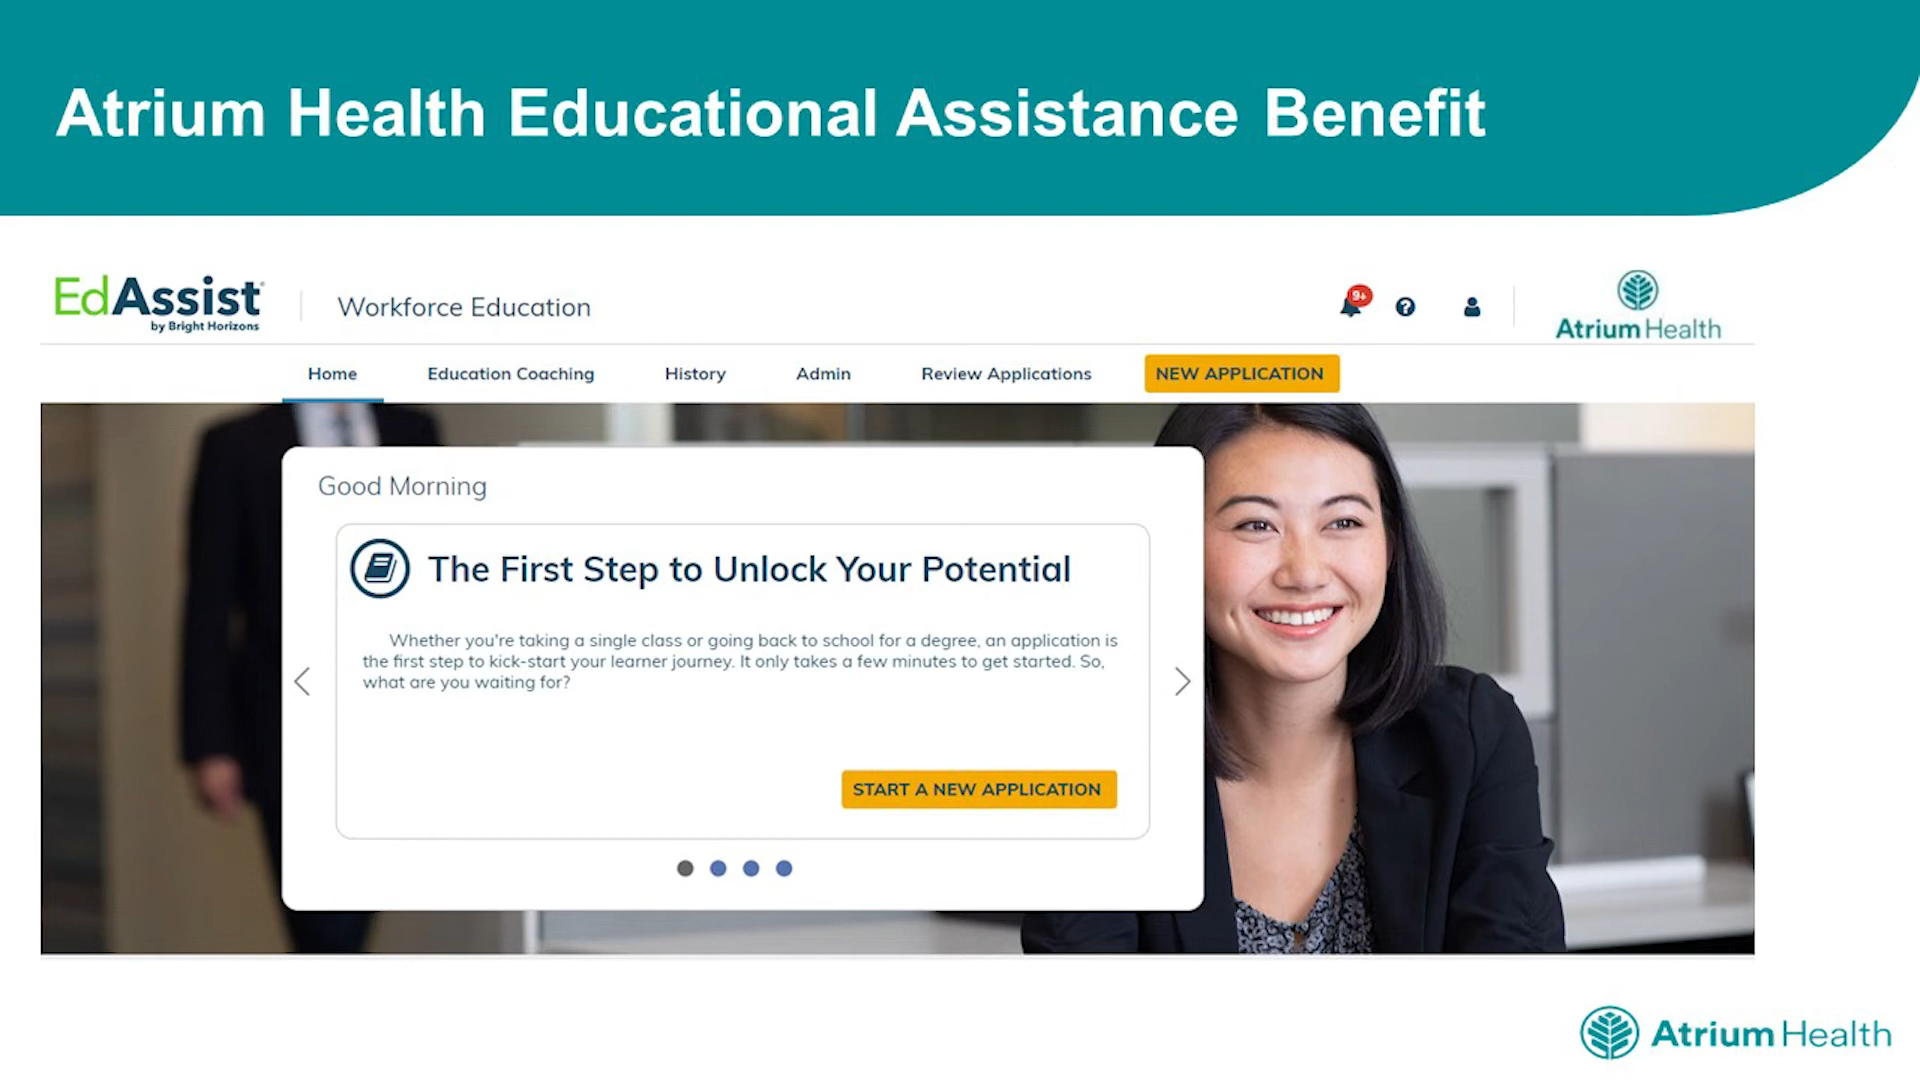 Atrium Health Educational Assistance Benefit
EdAssist
by Bright Horizons
Workforce Education
9+
?
Atrium Health
Home
Education Coaching
History
Admin
Review Applications
NEW APPLICATION
Good Morning
The First Step to Unlock Your Potential
Whether you're taking a single class or going back to school for a degree, an application is
the first step to kick-start your learner journey. It only takes a few minutes to get started. So,
what are you waiting for?
START A NEW APPLICATION
Atrium Health